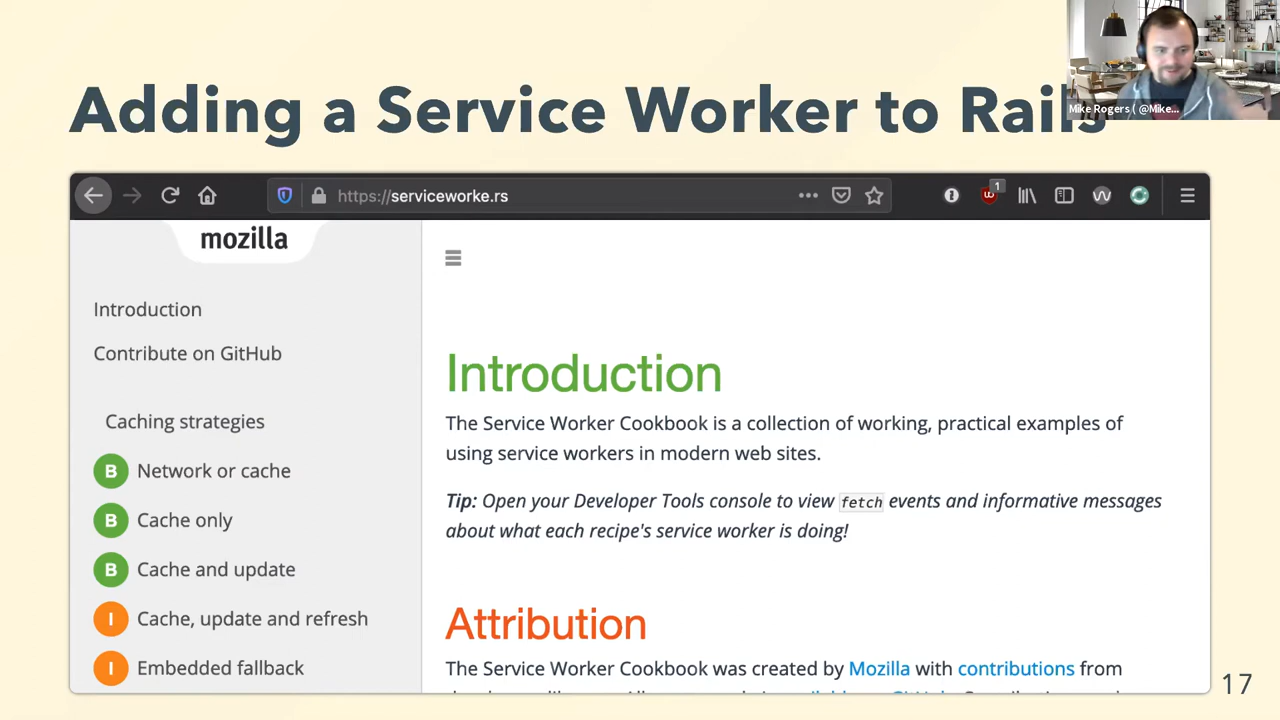 Adding a Service Worker to Rails
Mike Rogers ( @Mike...
https://serviceworke.rs
1
mozilla
Introduction
Contribute on GitHub
Caching strategies
B Network or cache
B Cache only
B Cache and update
I Cache, update and refresh
I Embedded fallback
Introduction
The Service Worker Cookbook is a collection of working, practical examples of
using service workers in modern web sites.
Tip: Open your Developer Tools console to view fetch events and informative messages
about what each recipe's service worker is doing!
Attribution
The Service Worker Cookbook was created by Mozilla with contributions from
17